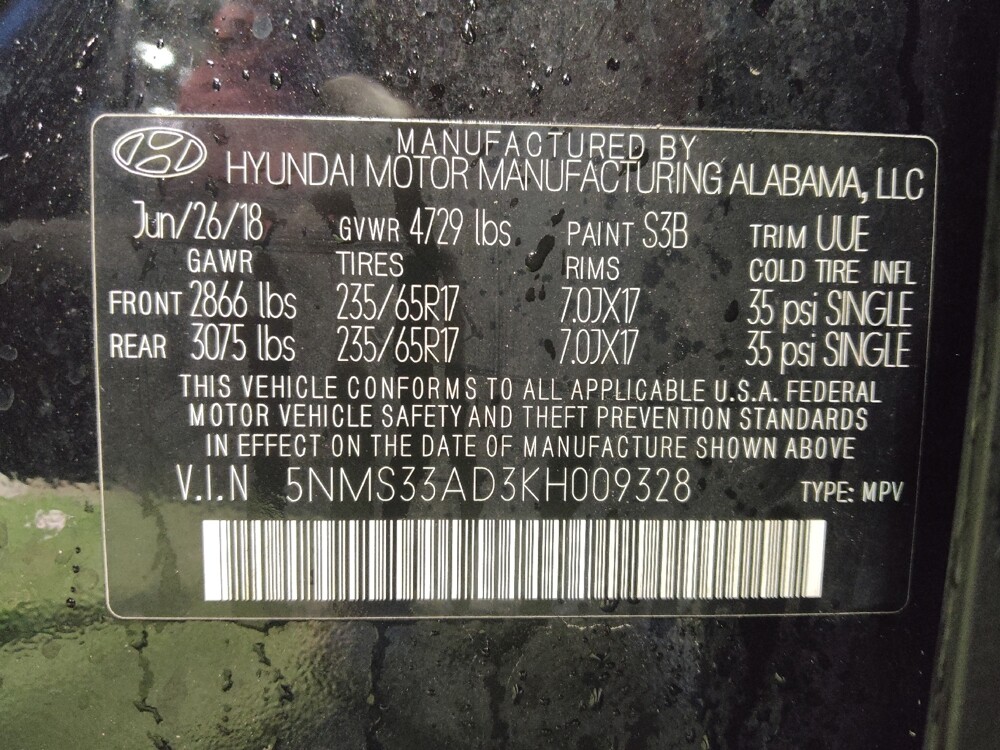 MANUFACTURED BY
HYUNDAI MOTOR MANUFACTURING ALABAMA, LLC
Jun/26/18 GVWR 4729 lbs PAINT S3B TRIM UUE
GAWR TIRES RIMS COLD TIRE INFL
FRONT 2866 lbs 235/65R17 7.0JX17 35 psi SINGLE
REAR 3075 lbs 235/65R17 7.0JX17 35 psi SINGLE
THIS VEHICLE CONFORMS TO ALL APPLICABLE U.S.A. FEDERAL
MOTOR VEHICLE SAFETY AND THEFT PREVENTION STANDARDS
IN EFFECT ON THE DATE OF MANUFACTURE SHOWN ABOVE
V.I.N 5NMS33AD3KH009328 TYPE: MPV